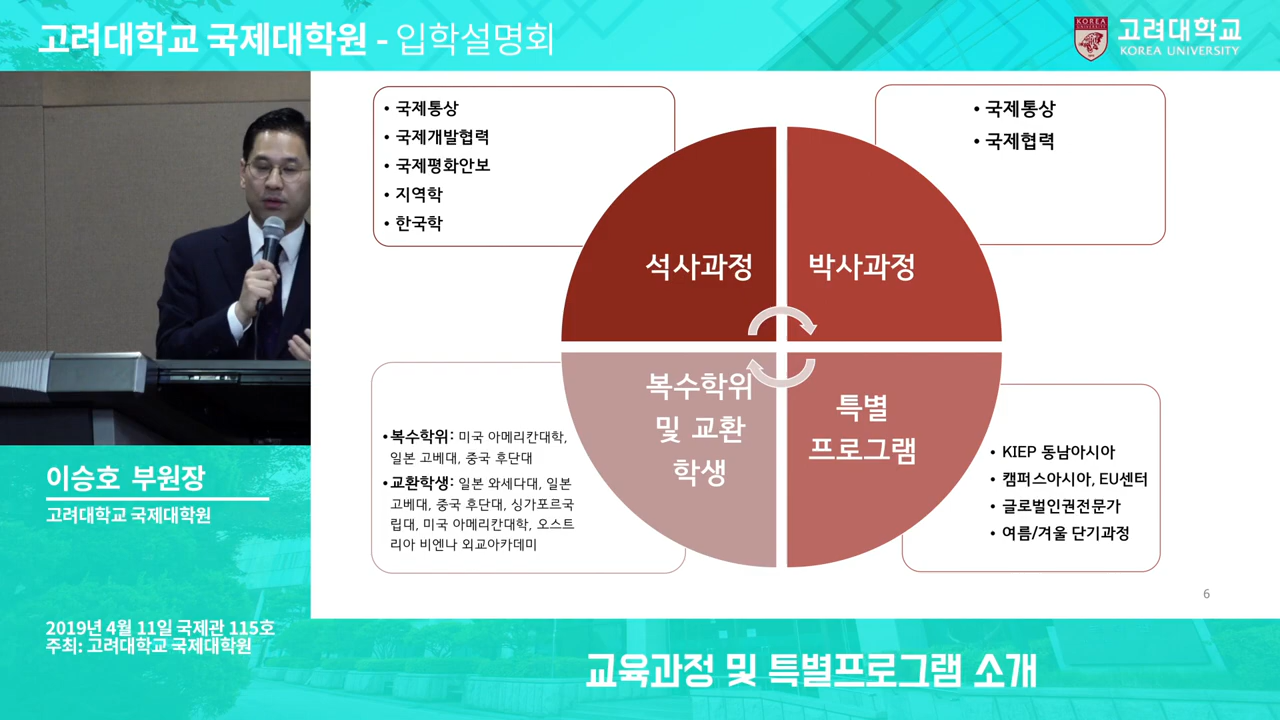 고려대학교 국제대학원 - 입학설명회
KOREA UNIVERSITY
고려대학교
KOREA UNIVERSITY
• 국제통상
• 국제개발협력
• 국제평화안보
• 지역학
• 한국학
• 국제통상
• 국제협력
석사과정
박사과정
복수학위
및 교환
학생
특별
프로그램
•복수학위: 미국 아메리칸대학,
일본 고베대, 중국 후단대
•교환학생: 일본 와세다대, 일본
고베대, 중국 후단대, 싱가포르국
립대, 미국 아메리칸대학, 오스트
리아 비엔나 외교아카데미
• KIEP 동남아시아
• 캠퍼스아시아, EU센터
• 글로벌인권전문가
• 여름/겨울 단기과정
6
이승호 부원장
고려대학교 국제대학원
2019년 4월 11일 국제관 115호
주최: 고려대학교 국제대학원
교육과정 및 특별프로그램 소개